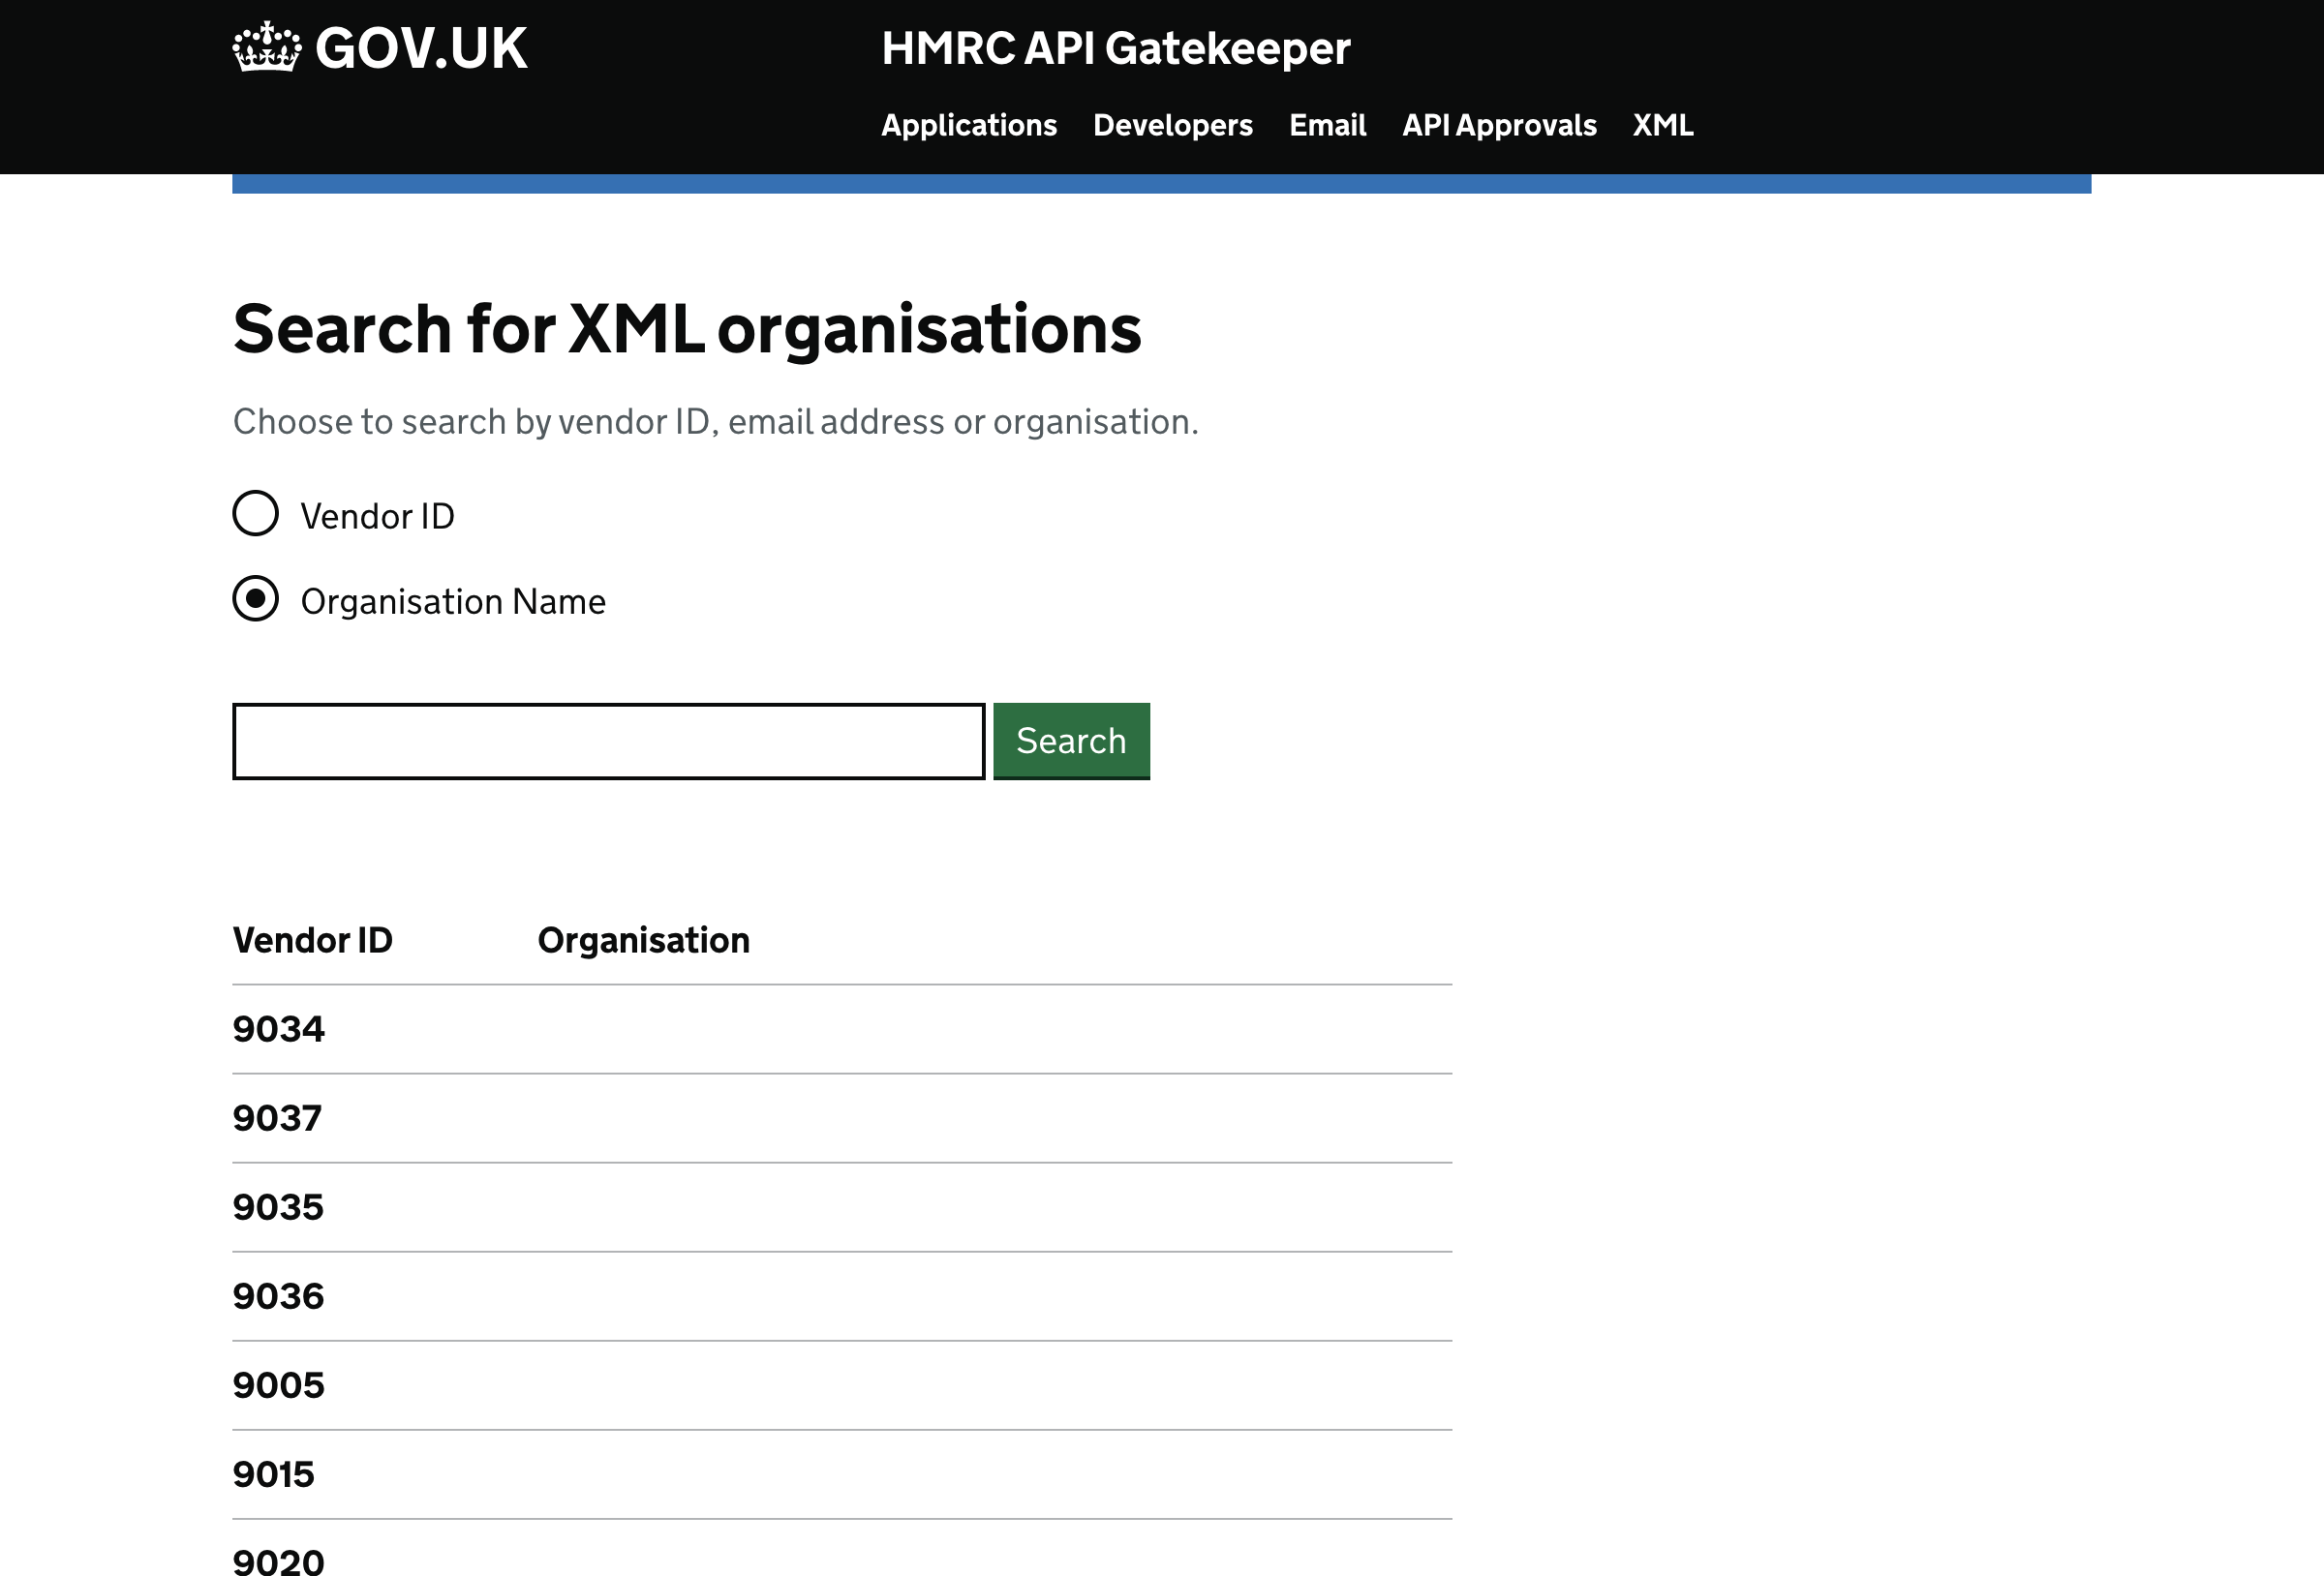 GOV.UK
HMRC API Gatekeeper
Applications Developers Email API Approvals XML
Search for XML organisations
Choose to search by vendor ID, email address or organisation.
Vendor ID
Organisation Name
Search
Vendor ID Organisation
9034
9037
9035
9036
9005
9015
9020